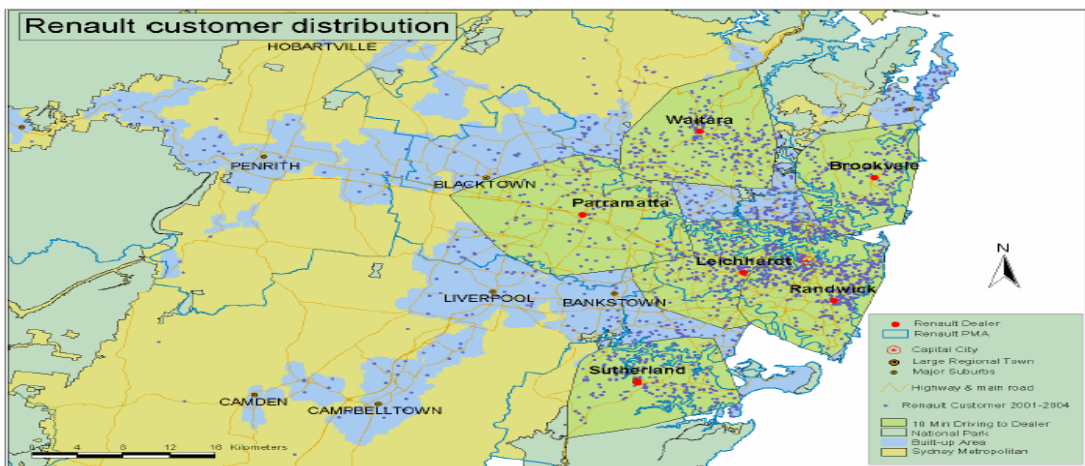 Renault customer distribution
HOBARTVILLE
Waitara
Brookvale
PENRITH
BLACKTOWN
Parramatta
Leichhardt
Randwick
LIVERPOOL
BANKSTOWN
Sutherland
CAMDEN
CAMPBELLTOWN
N
0 2 4 8 12 16 Kilometers
Renault Dealer
Renault PMA
Capital City
Large Regional Town
Major Suburbs
Highway & main road
Renault Customer 2001-2004
10 Min Driving to Dealer
National Park
Built-up Area
Sydney Metropolitan